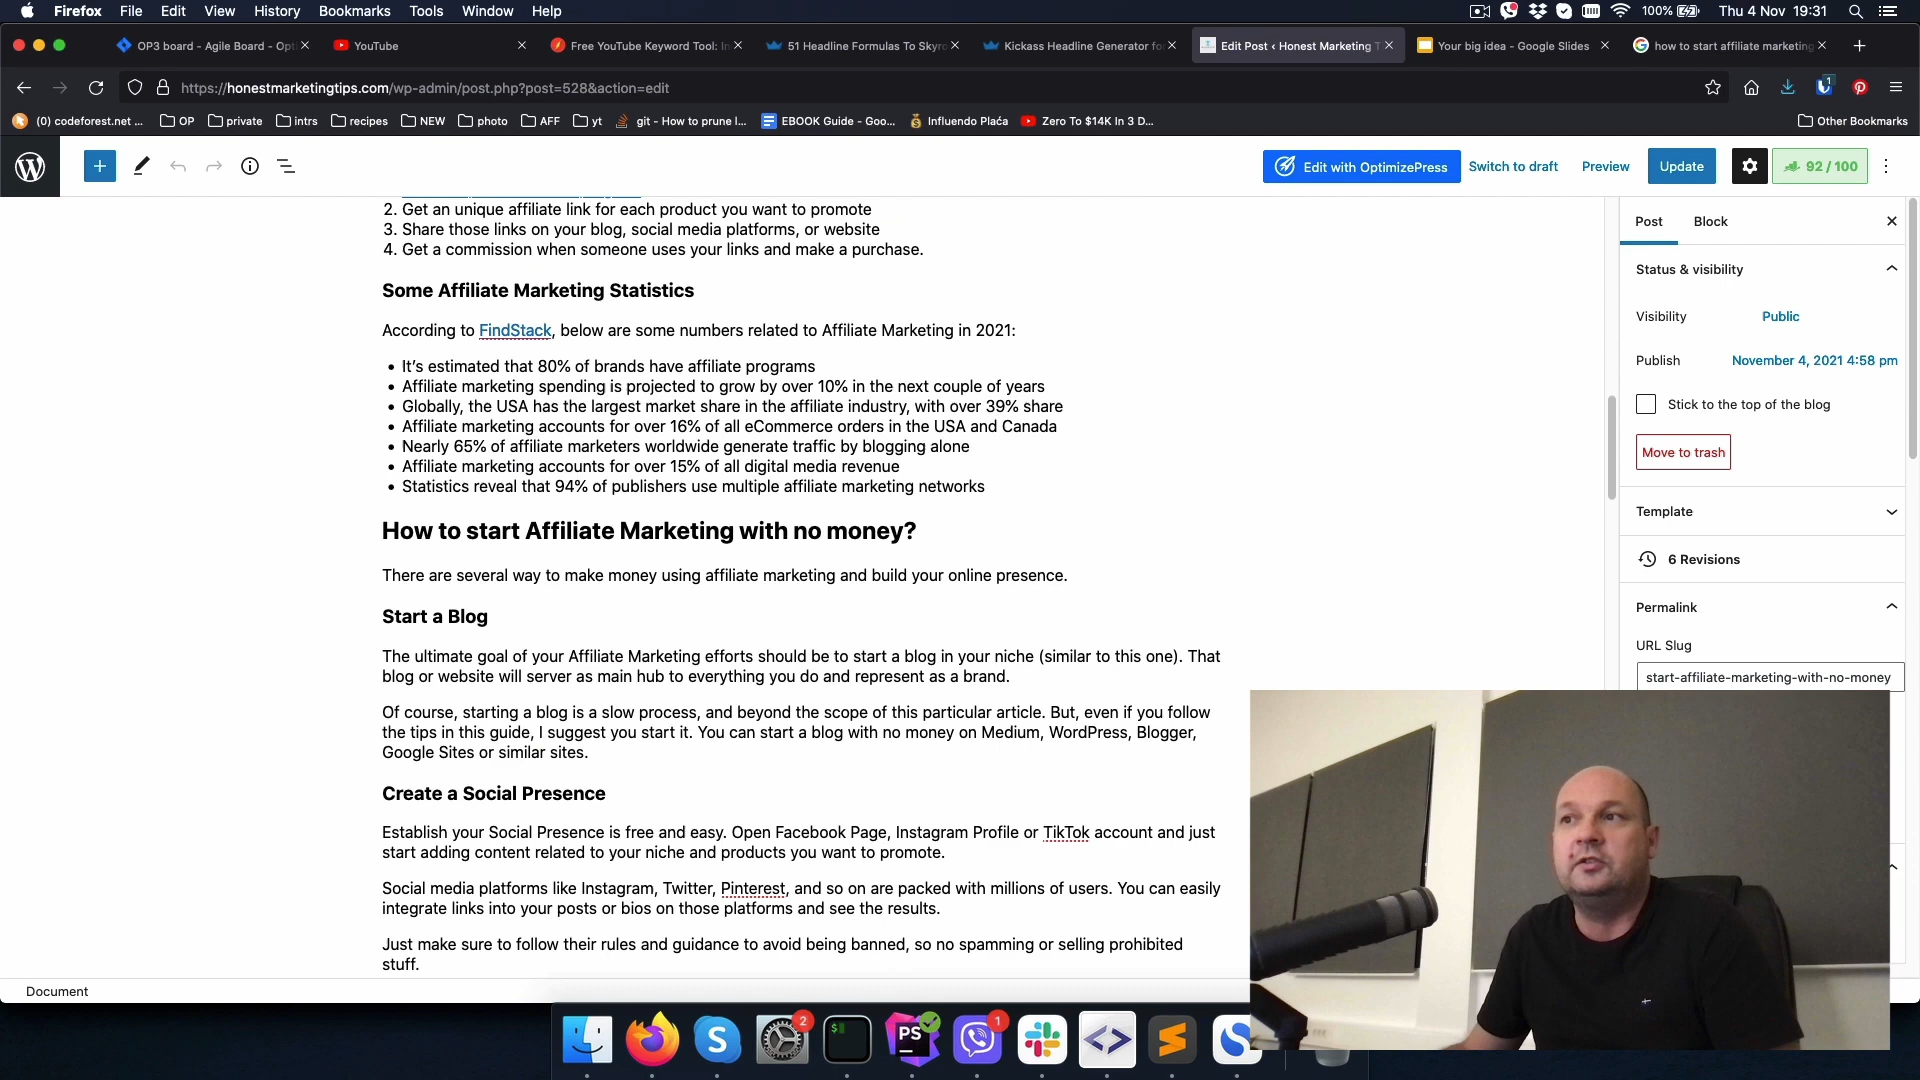 Firefox File Edit View History Bookmarks Tools Window Help
100% Thu 4 Nov 19:31
OP3 board - Agile Board - Opti
YouTube
Free YouTube Keyword Tool: In
51 Headline Formulas To Skyro
Kickass Headline Generator fo
Edit Post ‹ Honest Marketing T
Your big idea - Google Slides
how to start affiliate marketing
https://honestmarketingtips.com/wp-admin/post.php?post=528&action=edit
1
(0) codeforest.net ... OP private intrs recipes NEW photo AFF yt git - How to prune l... EBOOK Guide - Goo... Influendo Plaća Zero To $14K In 3 D... Other Bookmarks
Edit with OptimizePress Switch to draft Preview Update 92 / 100
2. Get an unique affiliate link for each product you want to promote
3. Share those links on your blog, social media platforms, or website
4. Get a commission when someone uses your links and make a purchase.
Some Affiliate Marketing Statistics
According to FindStack, below are some numbers related to Affiliate Marketing in 2021:
• It's estimated that 80% of brands have affiliate programs
• Affiliate marketing spending is projected to grow by over 10% in the next couple of years
• Globally, the USA has the largest market share in the affiliate industry, with over 39% share
• Affiliate marketing accounts for over 16% of all eCommerce orders in the USA and Canada
• Nearly 65% of affiliate marketers worldwide generate traffic by blogging alone
• Affiliate marketing accounts for over 15% of all digital media revenue
• Statistics reveal that 94% of publishers use multiple affiliate marketing networks
How to start Affiliate Marketing with no money?
There are several way to make money using affiliate marketing and build your online presence.
Start a Blog
The ultimate goal of your Affiliate Marketing efforts should be to start a blog in your niche (similar to this one). That
blog or website will server as main hub to everything you do and represent as a brand.
Of course, starting a blog is a slow process, and beyond the scope of this particular article. But, even if you follow
the tips in this guide, I suggest you start it. You can start a blog with no money on Medium, WordPress, Blogger,
Google Sites or similar sites.
Create a Social Presence
Establish your Social Presence is free and easy. Open Facebook Page, Instagram Profile or TikTok account and just
start adding content related to your niche and products you want to promote.
Social media platforms like Instagram, Twitter, Pinterest, and so on are packed with millions of users. You can easily
integrate links into your posts or bios on those platforms and see the results.
Just make sure to follow their rules and guidance to avoid being banned, so no spamming or selling prohibited
stuff.
Post Block
Status & visibility
Visibility Public
Publish November 4, 2021 4:58 pm
Stick to the top of the blog
Move to trash
Template
6 Revisions
Permalink
URL Slug
start-affiliate-marketing-with-no-money
Document
S
2
$
PS
1
S